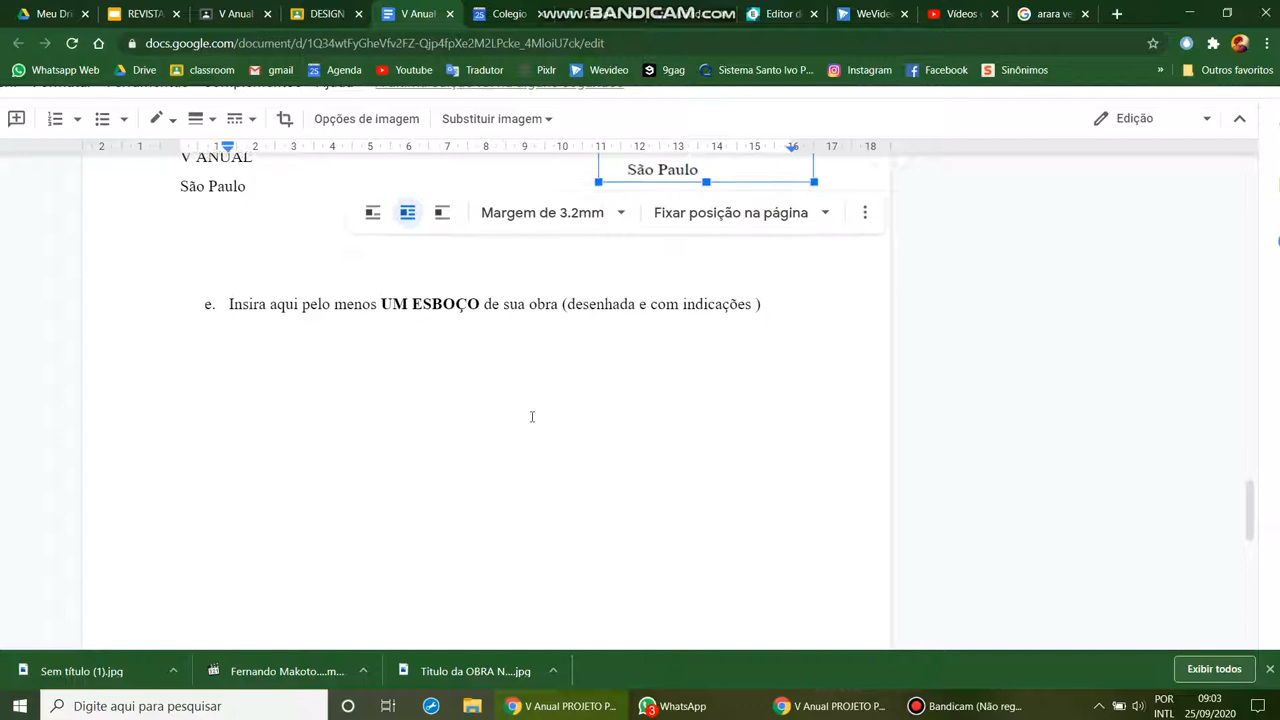 Meu Dri
REVISTA
V Anual
DESIGN
V Anual
Colegio
WWW.BANDICAM.COM
Editor d
WeVide
Vídeos
arara ve
docs.google.com/document/d/1Q34wtFyGheVfv2FZ-Qjp4fpXe2M2LPcke_4MloiU7ck/edit
Whatsapp Web
Drive
classroom
gmail
Agenda
Youtube
Tradutor
Pixlr
Wevideo
9gag
Sistema Santo Ivo P...
Instagram
Facebook
Sinônimos
Outros favoritos
Opções de imagem
Substituir imagem
Edição
2 1 1 2 3 4 5 6 7 8 9 10 11 12 13 14 15 16 17 18
V ANUAL
São Paulo
São Paulo
Margem de 3.2mm
Fixar posição na página
e. Insira aqui pelo menos UM ESBOÇO de sua obra (desenhada e com indicações )
Sem título (1).jpg
Fernando Makoto....m...
Titulo da OBRA N....jpg
Exibir todos
Digite aqui para pesquisar
V Anual PROJETO P...
3
WhatsApp
V Anual PROJETO P...
Bandicam (Não reg...
POR
INTL
09:03
25/09/2020